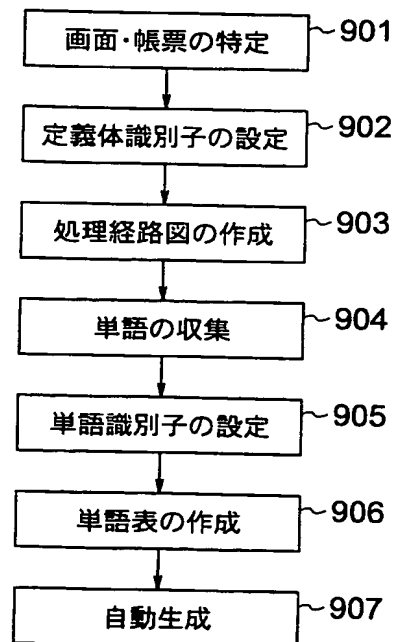 画面・帳票の特定 901
定義体識別子の設定 902
処理経路図の作成 903
単語の収集 904
単語識別子の設定 905
単語表の作成 906
自動生成 907